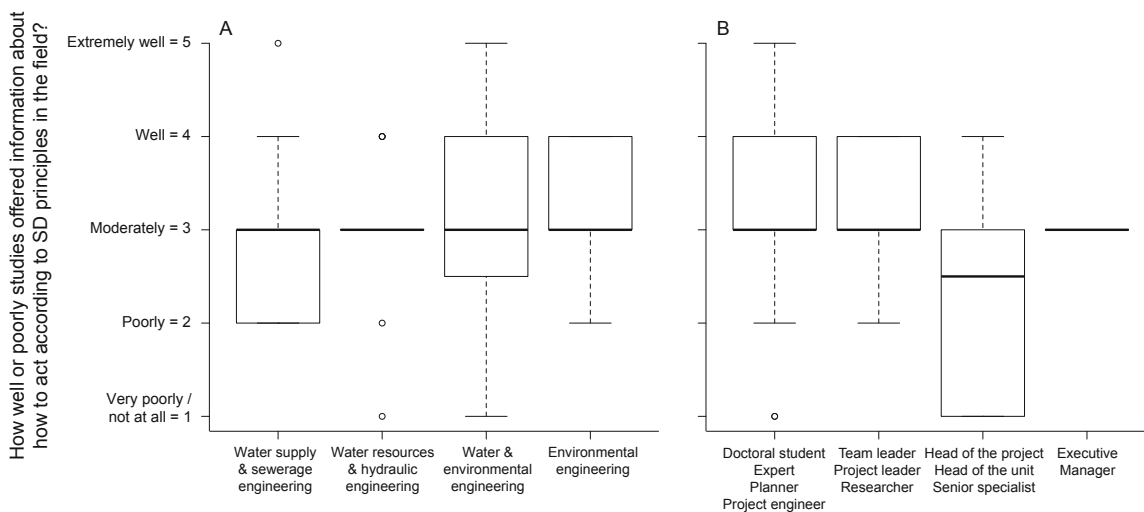 How well or poorly studies offered information about
how to act according to SD principles in the field?
A
Extremely well = 5
Well = 4
Moderately = 3
Poorly = 2
Very poorly /
not at all = 1
Water supply
& sewerage
engineering
Water resources
& hydraulic
engineering
Water &
environmental
engineering
Environmental
engineering
B
Doctoral student
Expert
Planner
Project engineer
Team leader
Project leader
Researcher
Head of the project
Head of the unit
Senior specialist
Executive
Manager